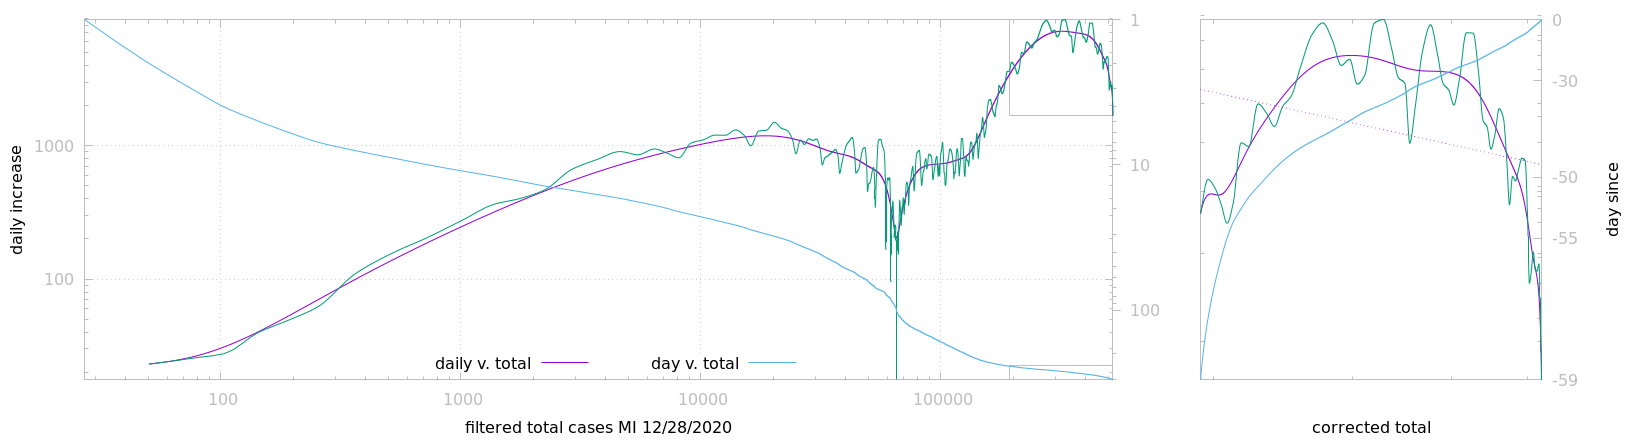 daily increase
1000
100
100
1000
10000
100000
1
10
100
daily v. total
day v. total
filtered total cases MI 12/28/2020
0
-30
-50
-55
-59
day since
corrected total